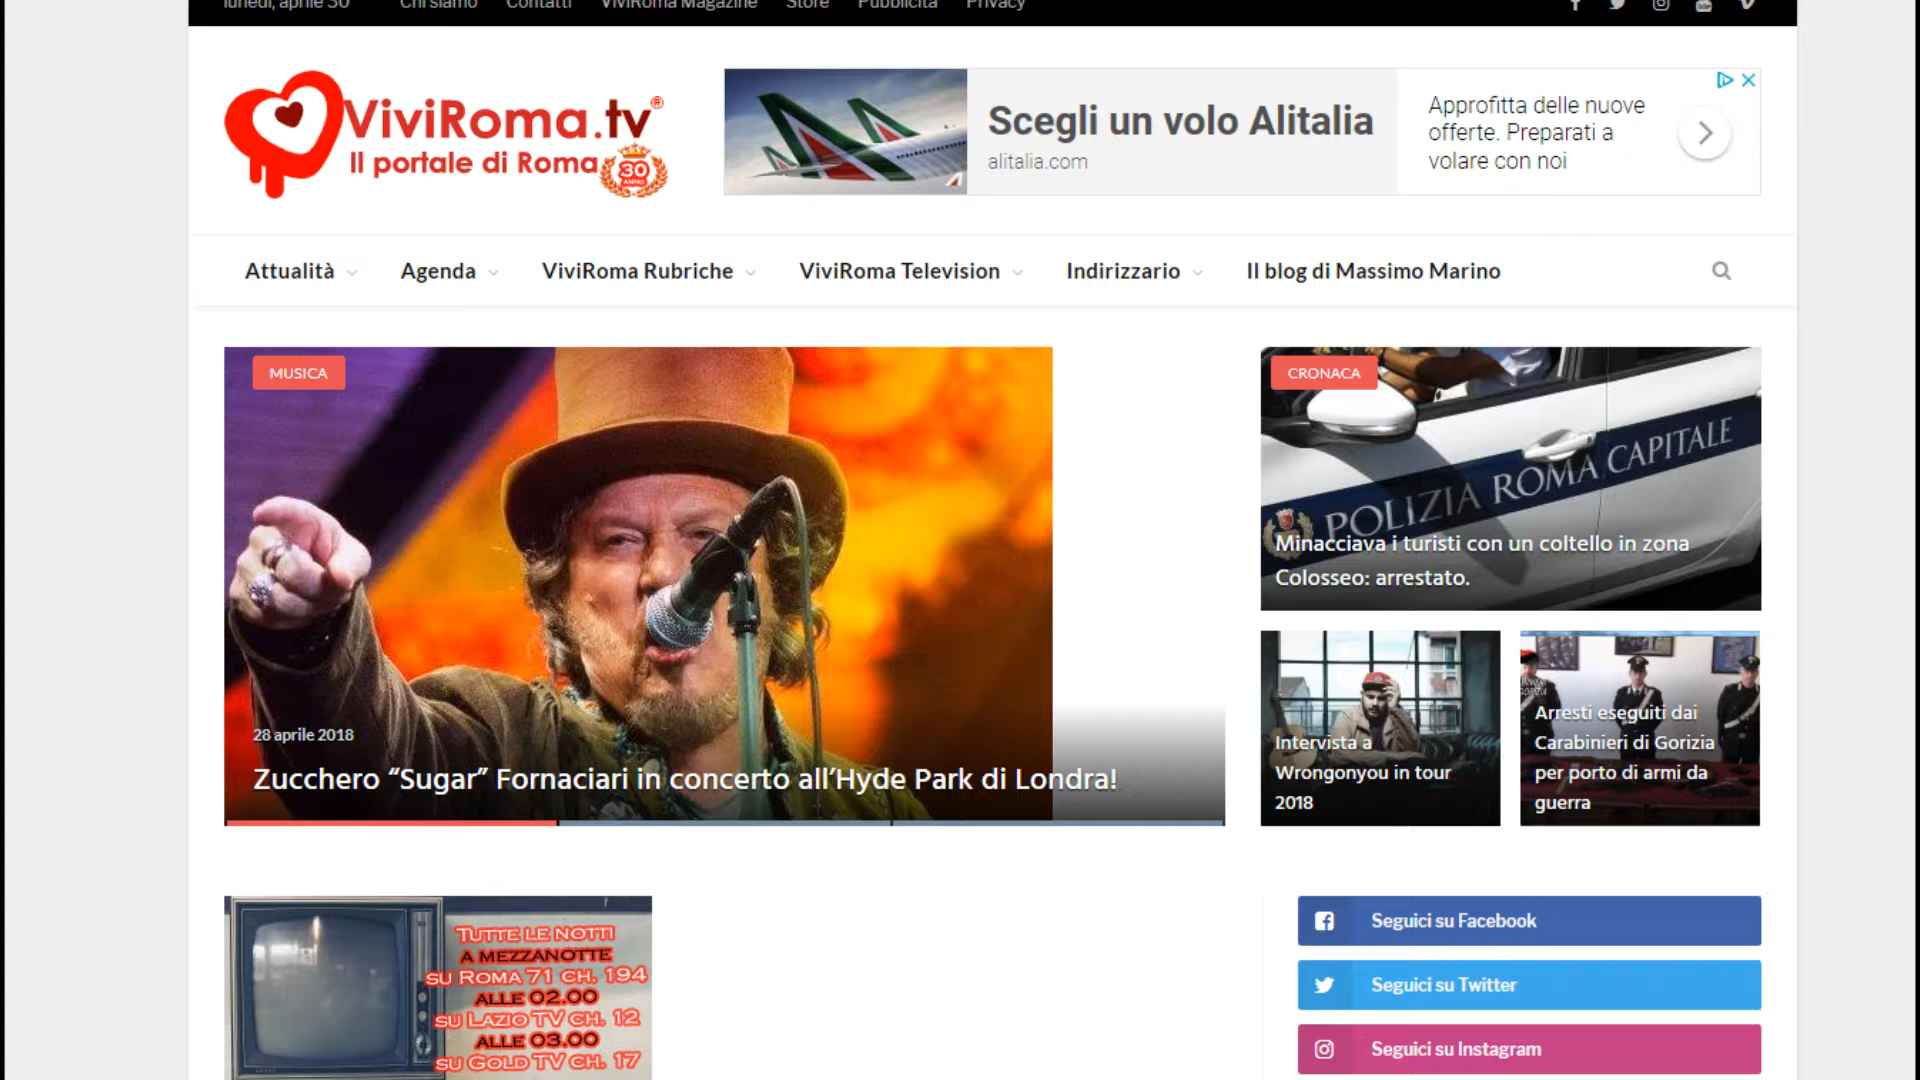 lunedì, aprile 30 Chi siamo Contatti ViviRoma Magazine Store Pubblicità Privacy
ViviRoma.tv®
Il portale di Roma
30
ANNO
Scegli un volo Alitalia
alitalia.com
Approfitta delle nuove
offerte. Preparati a
volare con noi
Attualità Agenda ViviRoma Rubriche ViviRoma Television Indirizzario Il blog di Massimo Marino
MUSICA
28 aprile 2018
Zucchero “Sugar” Fornaciari in concerto all’Hyde Park di Londra!
CRONACA
POLIZIA ROMA CAPITALE
Minacciava i turisti con un coltello in zona
Colosseo: arrestato.
Intervista a
Wrongonyou in tour
2018
Arresti eseguiti dai
Carabinieri di Gorizia
per porto di armi da
guerra
TUTTE LE NOTTI
A MEZZANOTTE
SU ROMA 71 CH. 194
ALLE 02.00
SU LAZIO TV CH. 12
ALLE 03.00
SU GOLD TV CH. 17
Seguici su Facebook
Seguici su Twitter
Seguici su Instagram